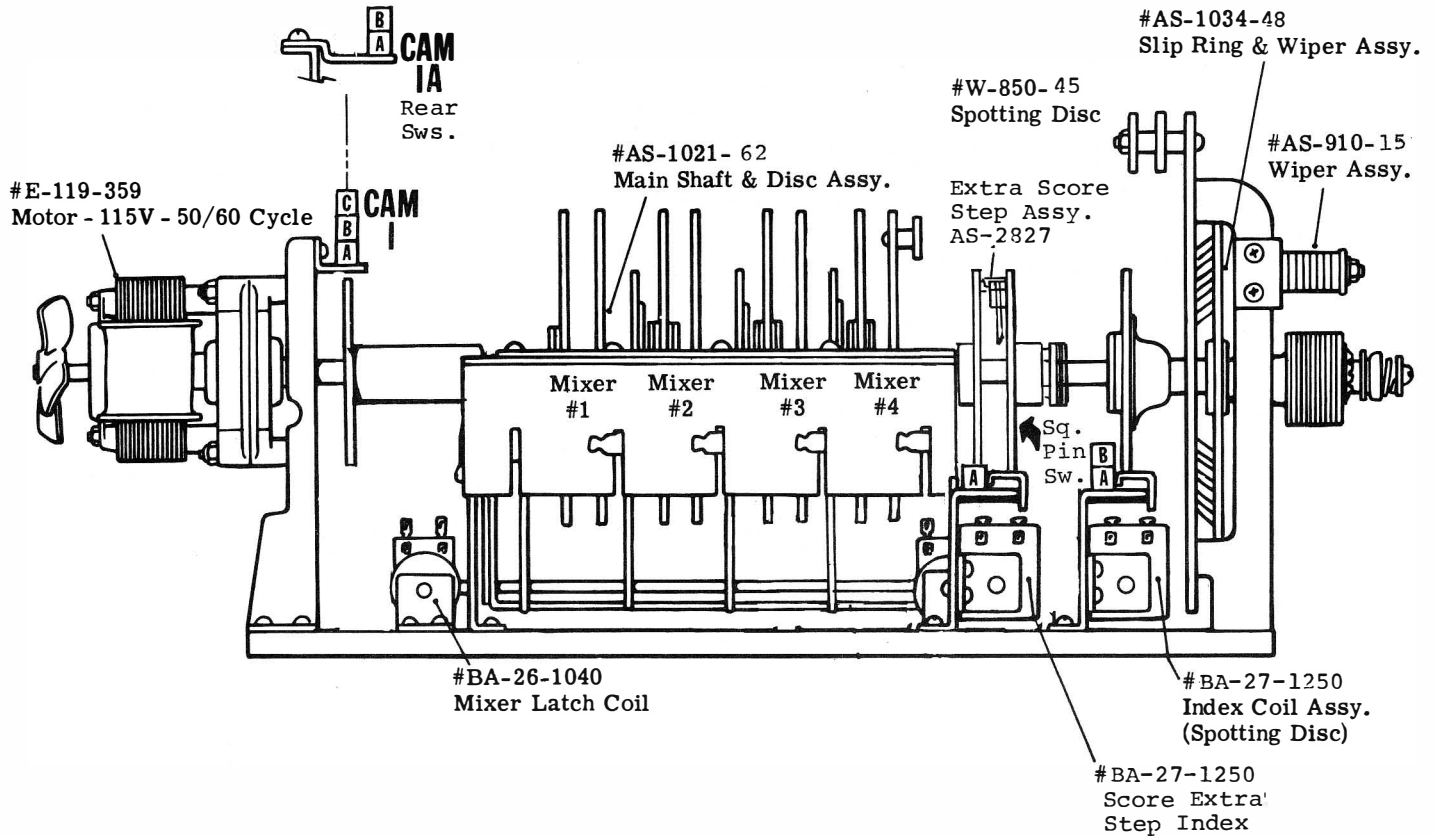 B
A
CAM
1A
Rear
Sws.
#AS-1034-48
Slip Ring & Wiper Assy.
#W-850-45
Spotting Disc
#AS-910-15
Wiper Assy.
#AS-1021-62
Main Shaft & Disc Assy.
#E-119-359
Motor - 115V - 50/60 Cycle
C
B
A
CAM
1
Extra Score
Step Assy.
AS-2827
Mixer
#1
Mixer
#2
Mixer
#3
Mixer
#4
Sq.
Pin
Sw.
A
B
A
#BA-26-1040
Mixer Latch Coil
#BA-27-1250
Index Coil Assy.
(Spotting Disc)
#BA-27-1250
Score Extra
Step Index